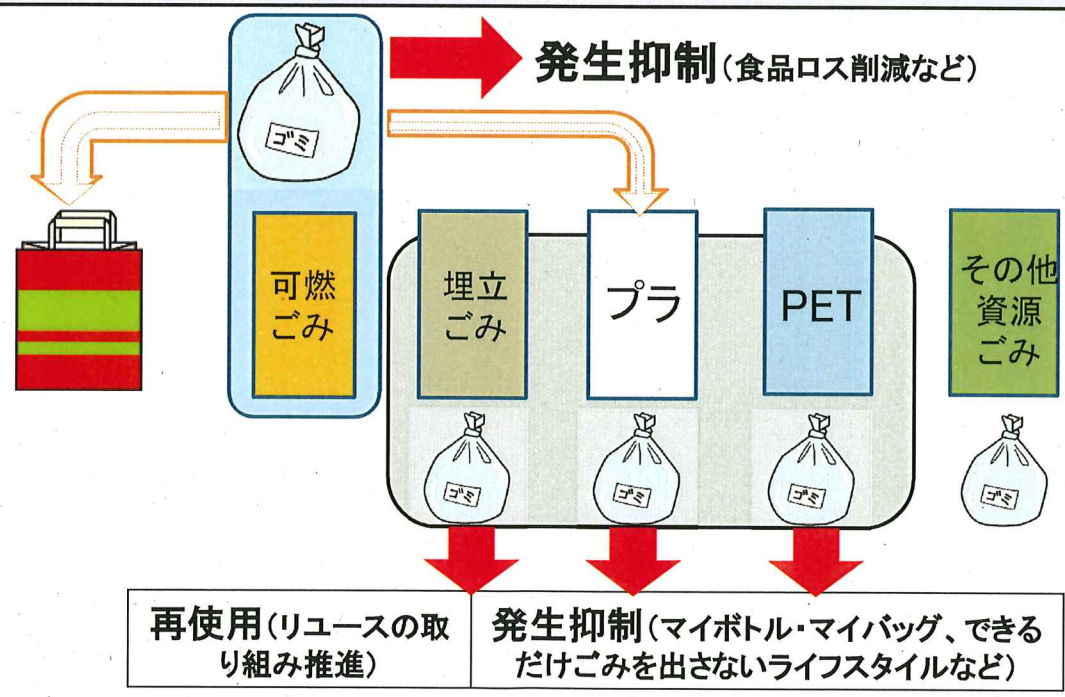 発生抑制(食品ロス削減など)
ゴミ
可燃
ごみ
埋立
ごみ
プラ
PET
その他
資源
ごみ
ゴミ
ゴミ
ゴミ
ゴミ
再使用(リユースの取
り組み推進)
発生抑制(マイボトル・マイバッグ、できる
だけごみを出さないライフスタイルなど)